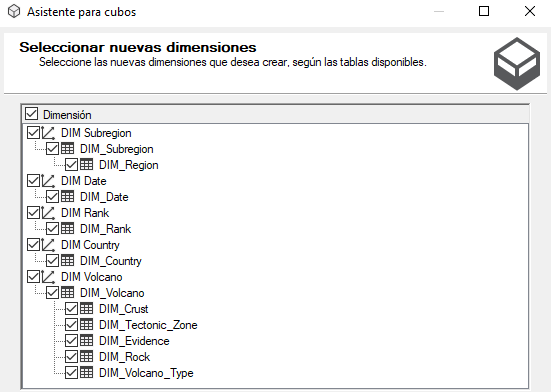 Asistente para cubos
Seleccionar nuevas dimensiones
Seleccione las nuevas dimensiones que desea crear, según las tablas disponibles.
Dimensión
DIM Subregion
DIM_Subregion
DIM_Region
DIM Date
DIM_Date
DIM Rank
DIM_Rank
DIM Country
DIM_Country
DIM Volcano
DIM_Volcano
DIM_Crust
DIM_Tectonic_Zone
DIM_Evidence
DIM_Rock
DIM_Volcano_Type